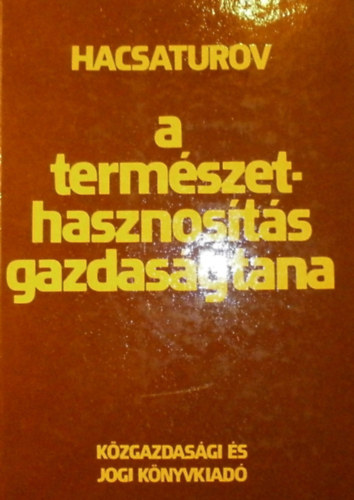 HACSATUROV
a
természet-
hasznosítás
gazdaságtana
KÖZGAZDASÁGI ÉS
JOGI KÖNYVKIADÓ